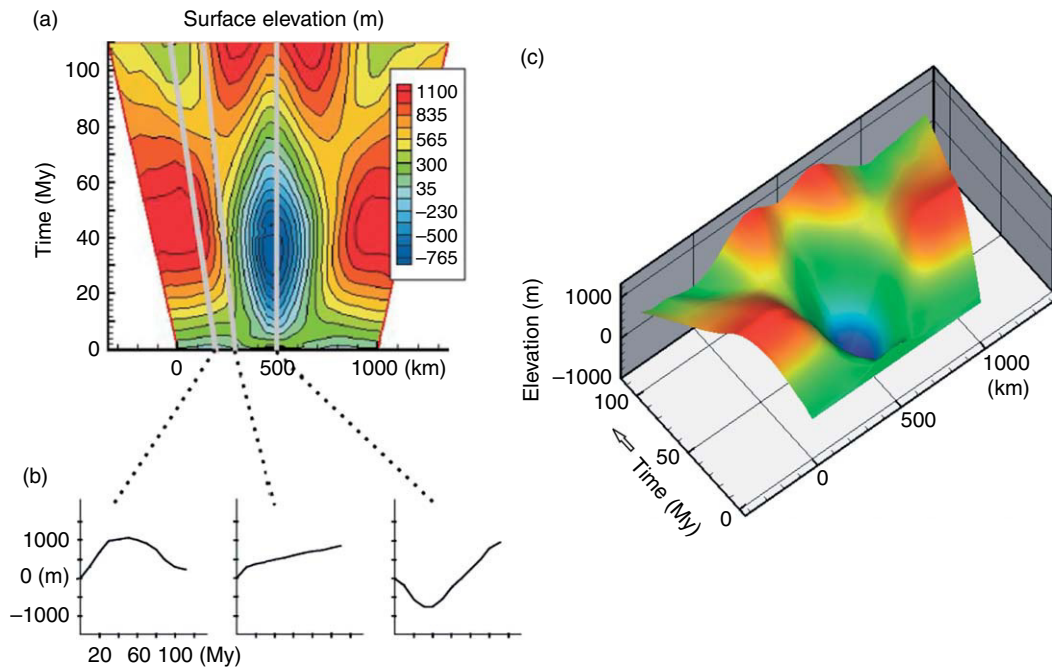 (a)
Surface elevation (m)
Time (My)
100
80
60
40
20
0
0
500
1000 (km)
1100
835
565
300
35
−230
−500
−765
(b)
1000
0 (m)
−1000
20 60 100 (My)
(c)
Elevation (m)
1000
0
−1000
100
50
0
Time (My)
0
500
1000
(km)